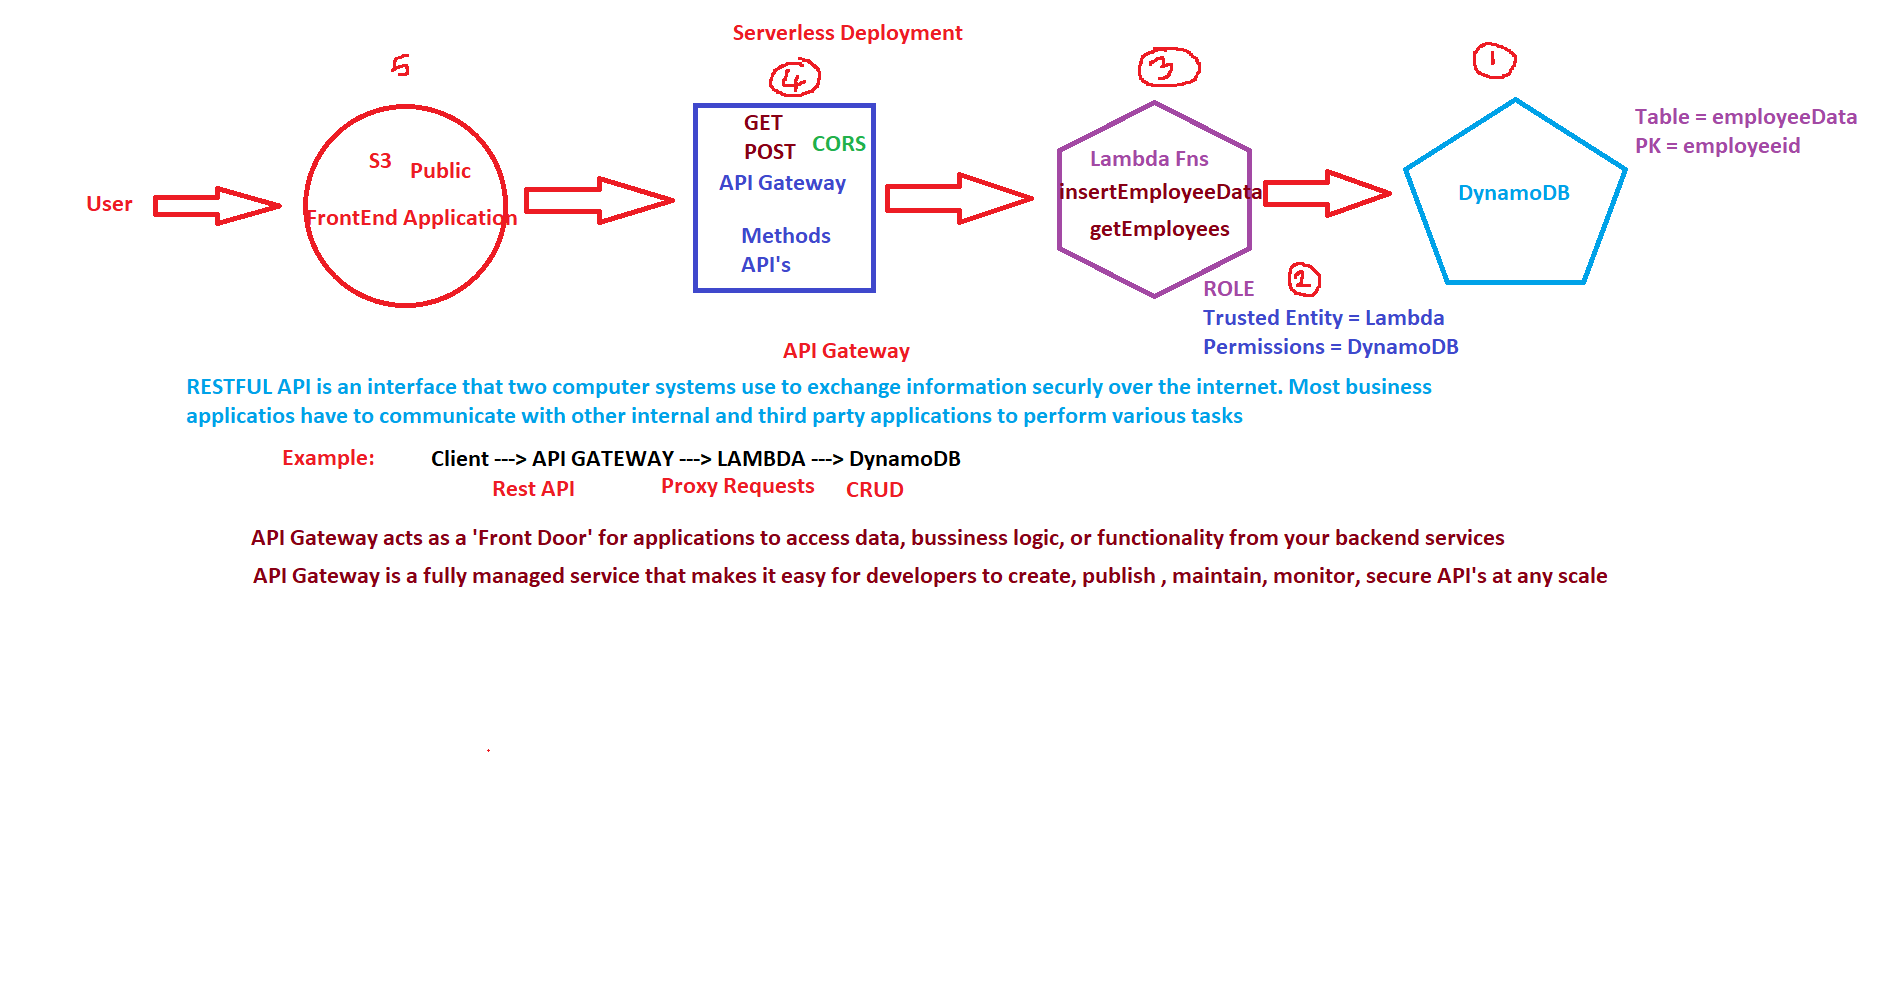 Serverless Deployment
5
4
3
1
User
S3
Public
FrontEnd Application
GET
POST
CORS
API Gateway
Methods
API's
Lambda Fns
insertEmployeeData
getEmployees
DynamoDB
Table = employeeData
PK = employeeid
ROLE
2
Trusted Entity = Lambda
Permissions = DynamoDB
API Gateway
RESTFUL API is an interface that two computer systems use to exchange information securly over the internet. Most business
applicatios have to communicate with other internal and third party applications to perform various tasks
Example:
Client ---> API GATEWAY ---> LAMBDA ---> DynamoDB
Rest API
Proxy Requests
CRUD
API Gateway acts as a 'Front Door' for applications to access data, bussiness logic, or functionality from your backend services
API Gateway is a fully managed service that makes it easy for developers to create, publish , maintain, monitor, secure API's at any scale